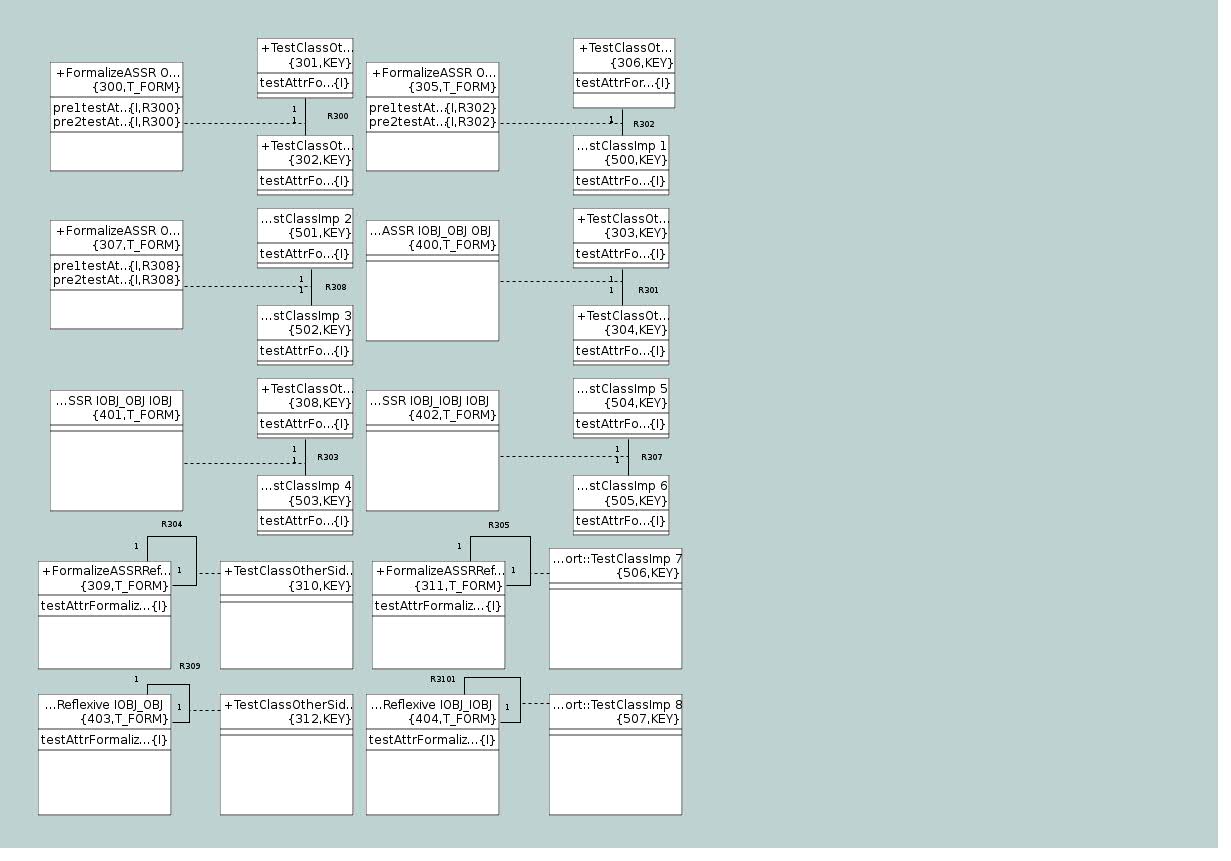 +FormalizeASSR O...
{300,T_FORM}
pre1testAt...{I,R300}
pre2testAt...{I,R300}
+TestClassOt...
{301,KEY}
testAttrFo...{I}
1
1
R300
+TestClassOt...
{302,KEY}
testAttrFo...{I}
+FormalizeASSR O...
{305,T_FORM}
pre1testAt...{I,R302}
pre2testAt...{I,R302}
+TestClassOt...
{306,KEY}
testAttrFor...{I}
1
R302
...stClassImp 1
{500,KEY}
testAttrFo...{I}
+FormalizeASSR O...
{307,T_FORM}
pre1testAt...{I,R308}
pre2testAt...{I,R308}
...stClassImp 2
{501,KEY}
testAttrFo...{I}
1
1
R308
...stClassImp 3
{502,KEY}
testAttrFo...{I}
...ASSR IOBJ_OBJ OBJ
{400,T_FORM}
+TestClassOt...
{303,KEY}
testAttrFo...{I}
1
1
R301
+TestClassOt...
{304,KEY}
testAttrFo...{I}
...SSR IOBJ_OBJ IOBJ
{401,T_FORM}
+TestClassOt...
{308,KEY}
testAttrFo...{I}
1
1
R303
...stClassImp 4
{503,KEY}
testAttrFo...{I}
...SSR IOBJ_IOBJ IOBJ
{402,T_FORM}
...stClassImp 5
{504,KEY}
testAttrFo...{I}
1
1
R307
...stClassImp 6
{505,KEY}
testAttrFo...{I}
R304
1
1
+FormalizeASSRRef...
{309,T_FORM}
testAttrFormaliz...{I}
+TestClassOtherSid...
{310,KEY}
R305
1
1
+FormalizeASSRRef...
{311,T_FORM}
testAttrFormaliz...{I}
...ort::TestClassImp 7
{506,KEY}
R309
1
1
...Reflexive IOBJ_OBJ
{403,T_FORM}
testAttrFormaliz...{I}
+TestClassOtherSid...
{312,KEY}
R3101
1
...Reflexive IOBJ_IOBJ
{404,T_FORM}
testAttrFormaliz...{I}
...ort::TestClassImp 8
{507,KEY}